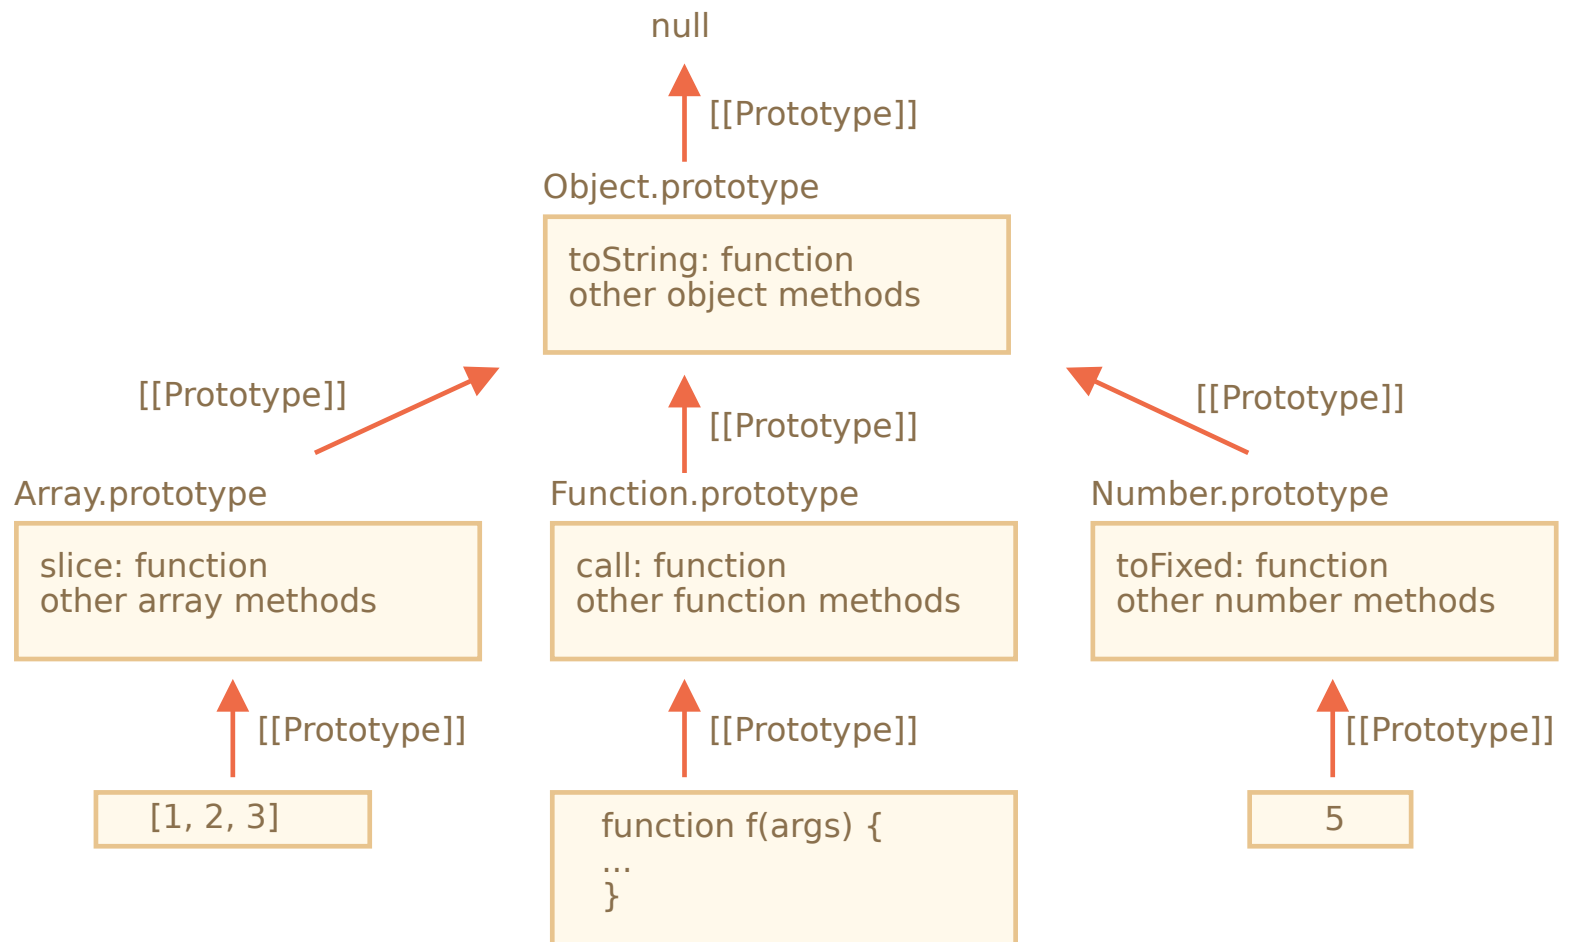 null
[[Prototype]]
Object.prototype
toString: function
other object methods
[[Prototype]]
[[Prototype]]
[[Prototype]]
Array.prototype
Function.prototype
Number.prototype
slice: function
other array methods
call: function
other function methods
toFixed: function
other number methods
[[Prototype]]
[[Prototype]]
[[Prototype]]
[1, 2, 3]
function f(args) {
...
}
5